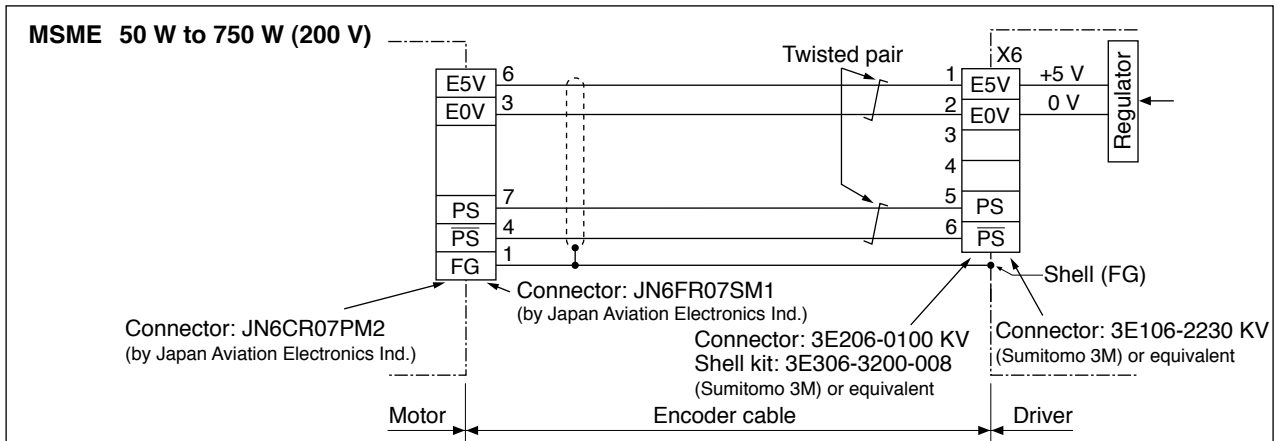 MSME 50 W to 750 W (200 V)
Twisted pair
X6
E5V 6
1 E5V +5 V
E0V 3
2 E0V 0 V
Regulator
3
4
PS 7
5 PS
P̅S̅ 4
6 P̅S̅
FG 1
Shell (FG)
Connector: JN6FR07SM1
(by Japan Aviation Electronics Ind.)
Connector: JN6CR07PM2
(by Japan Aviation Electronics Ind.)
Connector: 3E206-0100 KV
Shell kit: 3E306-3200-008
(Sumitomo 3M) or equivalent
Connector: 3E106-2230 KV
(Sumitomo 3M) or equivalent
Motor
Encoder cable
Driver